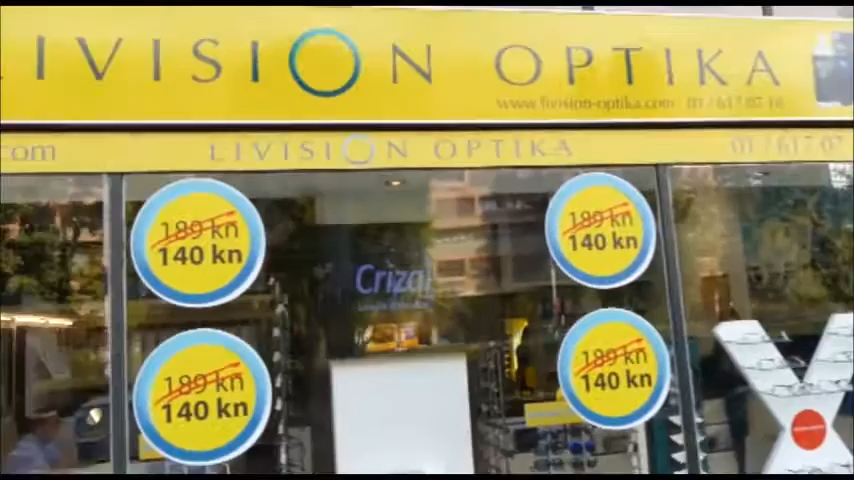 LIVISION OPTIKA
www.livision-optika.com 01/617 07 16
com
LIVISION OPTIKA
01/617 07
189 kn
140 kn
189 kn
140 kn
Crizal
189 kn
140 kn
189 kn
140 kn